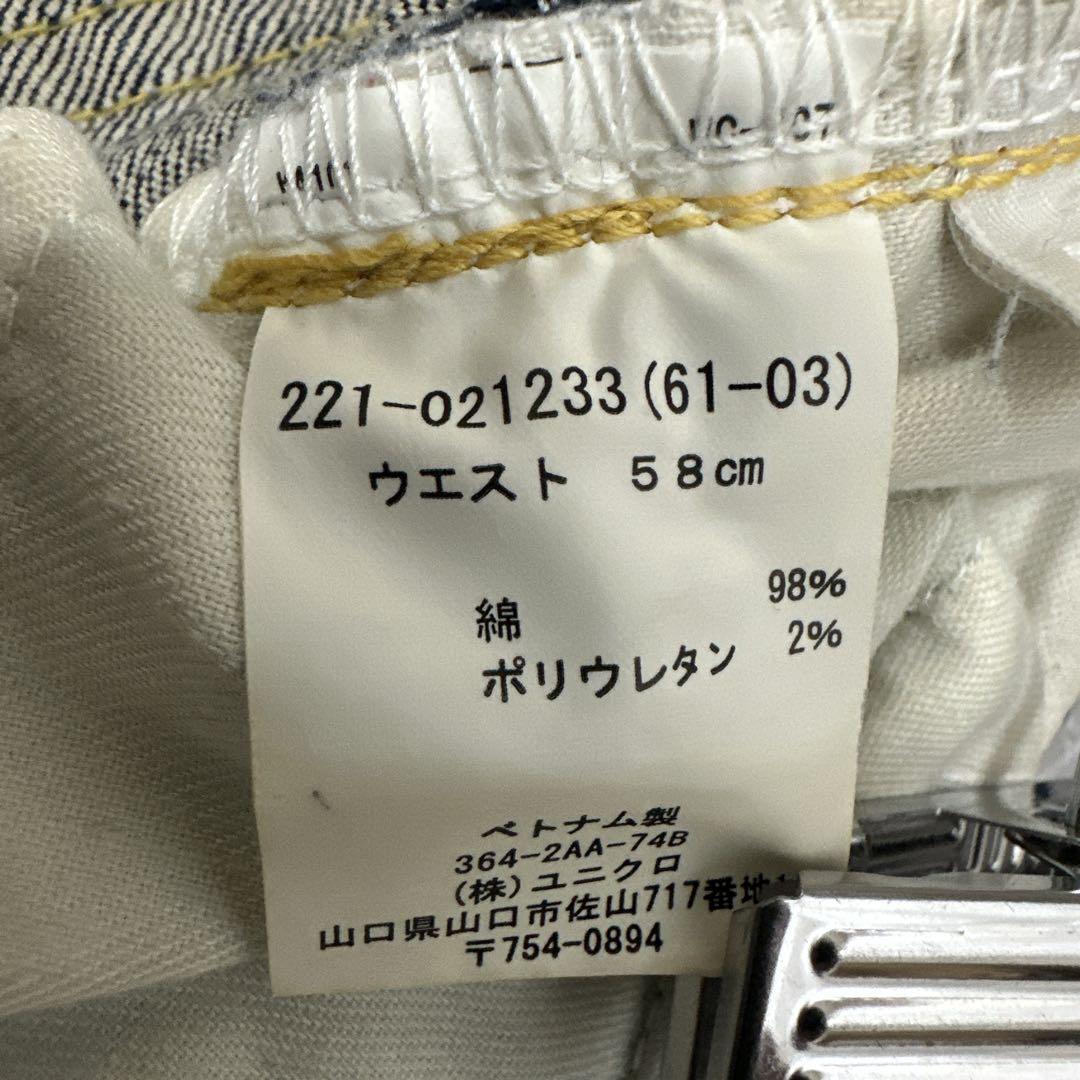 221-021233(61-03)
ウエスト 58cm
綿 98%
ポリウレタン 2%
ベトナム製
364-2AA-74B
(株)ユニクロ
山口県山口市佐山717番地
〒754-0894